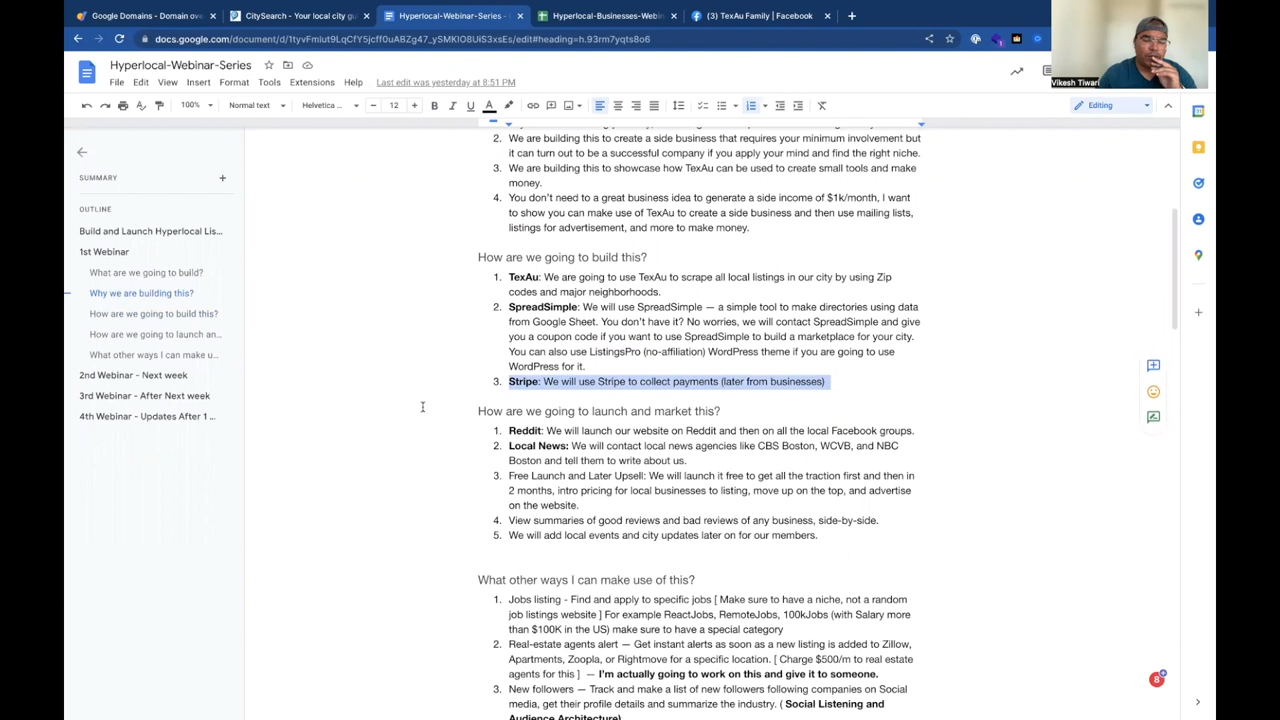 Google Domains - Domain ove
CitySearch - Your local city gui
Hyperlocal-Webinar-Series -
Hyperlocal-Businesses-Webin
(3) TexAu Family | Facebook
Hyperlocal-Webinar-Series
File Edit View Insert Format Tools Extensions Help
Last edit was yesterday at 8:51 PM
100% Normal text Helvetica ... 12
Editing
Vikesh Tiwari
SUMMARY
OUTLINE
Build and Launch Hyperlocal Lis...
1st Webinar
What are we going to build?
Why we are building this?
How are we going to build this?
How are we going to launch an...
What other ways I can make u...
2nd Webinar - Next week
3rd Webinar - After Next week
4th Webinar - Updates After 1 ...
2. We are building this to create a side business that requires your minimum involvement but
it can turn out to be a successful company if you apply your mind and find the right niche.
3. We are building this to showcase how TexAu can be used to create small tools and make
money.
4. You don't need to a great business idea to generate a side income of $1k/month, I want
to show you can make use of TexAu to create a side business and then use mailing lists,
listings for advertisement, and more to make money.
How are we going to build this?
1. TexAu: We are going to use TexAu to scrape all local listings in our city by using Zip
codes and major neighborhoods.
2. SpreadSimple: We will use SpreadSimple — a simple tool to make directories using data
from Google Sheet. You don't have it? No worries, we will contact SpreadSimple and give
you a coupon code if you want to use SpreadSimple to build a marketplace for your city.
You can also use ListingsPro (no-affiliation) WordPress theme if you are going to use
WordPress for it.
3. Stripe: We will use Stripe to collect payments (later from businesses)
How are we going to launch and market this?
1. Reddit: We will launch our website on Reddit and then on all the local Facebook groups.
2. Local News: We will contact local news agencies like CBS Boston, WCVB, and NBC
Boston and tell them to write about us.
3. Free Launch and Later Upsell: We will launch it free to get all the traction first and then in
2 months, intro pricing for local businesses to listing, move up on the top, and advertise
on the website.
4. View summaries of good reviews and bad reviews of any business, side-by-side.
5. We will add local events and city updates later on for our members.
What other ways I can make use of this?
1. Jobs listing - Find and apply to specific jobs [ Make sure to have a niche, not a random
job listings website ] For example ReactJobs, RemoteJobs, 100kJobs (with Salary more
than $100K in the US) make sure to have a special category
2. Real-estate agents alert — Get instant alerts as soon as a new listing is added to Zillow,
Apartments, Zoopla, or Rightmove for a specific location. [ Charge $500/m to real estate
agents for this ] — I'm actually going to work on this and give it to someone.
3. New followers — Track and make a list of new followers following companies on Social
media, get their profile details and summarize the industry. ( Social Listening and
Audience Architecture)
8